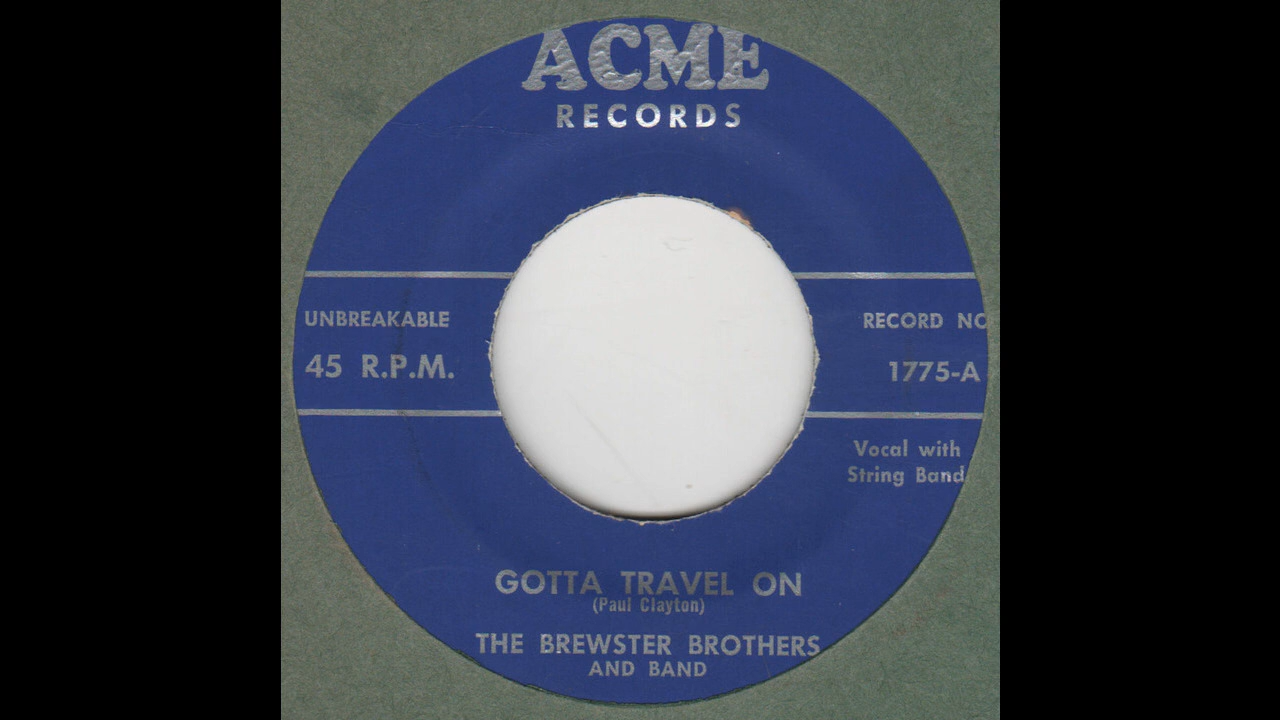 ACME
RECORDS
UNBREAKABLE
45 R.P.M.
RECORD NO
1775-A
Vocal with
String Band
GOTTA TRAVEL ON
(Paul Clayton)
THE BREWSTER BROTHERS
AND BAND